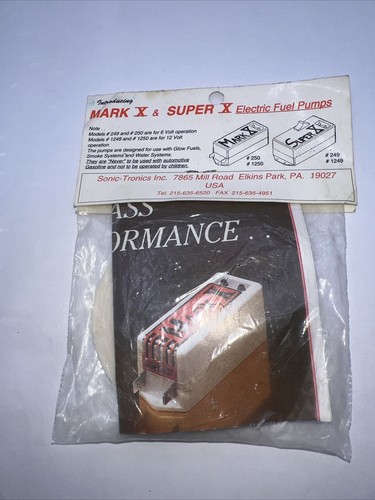 Introducing
MARK X & SUPER X Electric Fuel Pumps
Note :
Models # 249 and # 250 are for 6 Volt operation
Models # 1249 and # 1250 are for 12 Volt
operation
The pumps are designed for use with Glow Fuels,
Smoke Systems and Water Systems.
They are "Never" to be used with automotive
Gasoline and not to be operated by children.
MARK X
# 250
# 1250
SUPER X
# 249
# 1249
Sonic-Tronics Inc. 7865 Mill Road Elkins Park, PA. 19027
USA
Tel. 215-635-6520 FAX 215-635-4951
ASS
ORMANCE